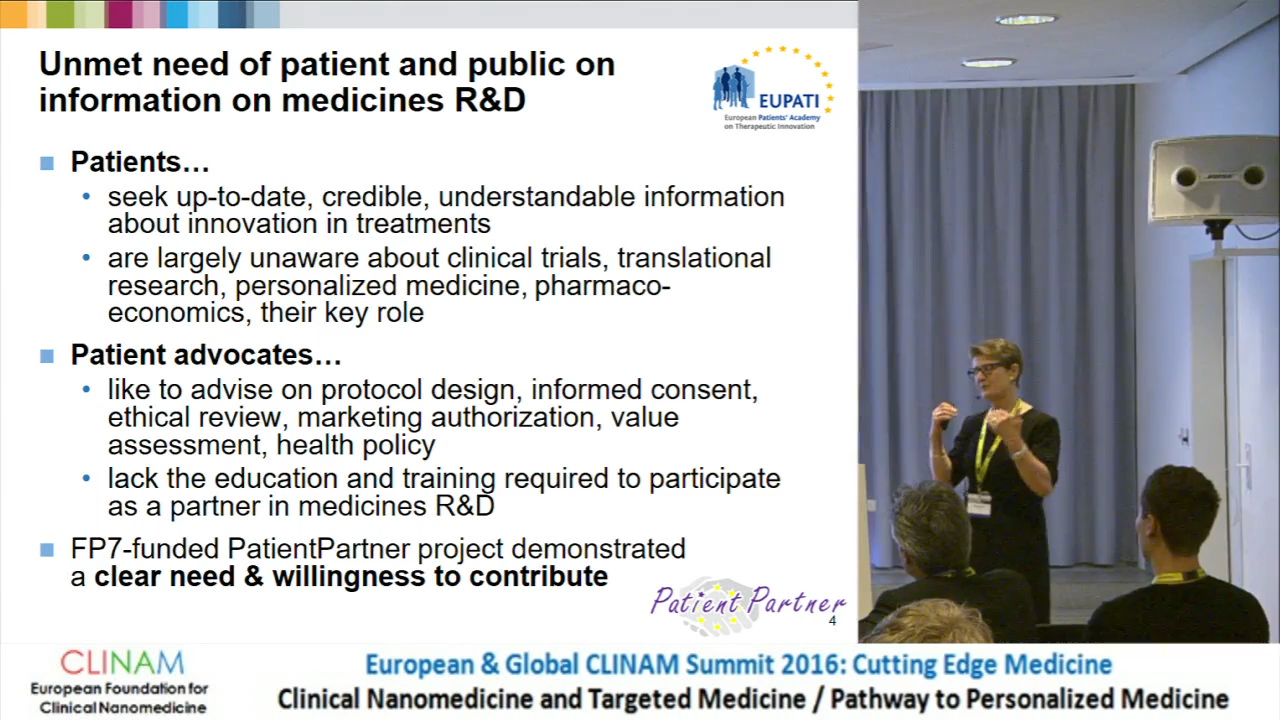 Unmet need of patient and public on
information on medicines R&D
EUPATI
European Patients' Academy
on Therapeutic Innovation
Patients…
seek up-to-date, credible, understandable information
about innovation in treatments
are largely unaware about clinical trials, translational
research, personalized medicine, pharmaco-
economics, their key role
Patient advocates…
like to advise on protocol design, informed consent,
ethical review, marketing authorization, value
assessment, health policy
lack the education and training required to participate
as a partner in medicines R&D
FP7-funded PatientPartner project demonstrated
a clear need & willingness to contribute
Patient Partner
4
CLINAM
European Foundation for
Clinical Nanomedicine
European & Global CLINAM Summit 2016: Cutting Edge Medicine
Clinical Nanomedicine and Targeted Medicine / Pathway to Personalized Medicine